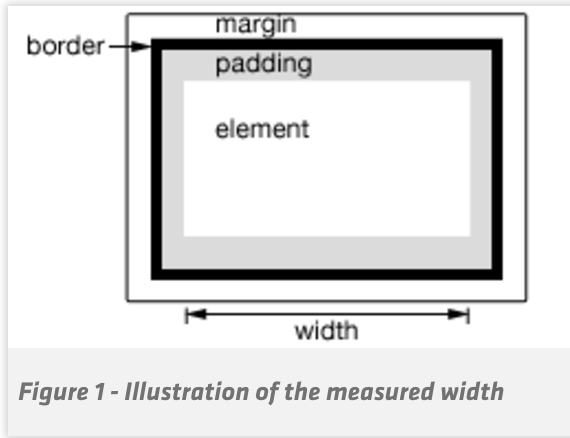 margin
border
padding
element
width
Figure 1 - Illustration of the measured width